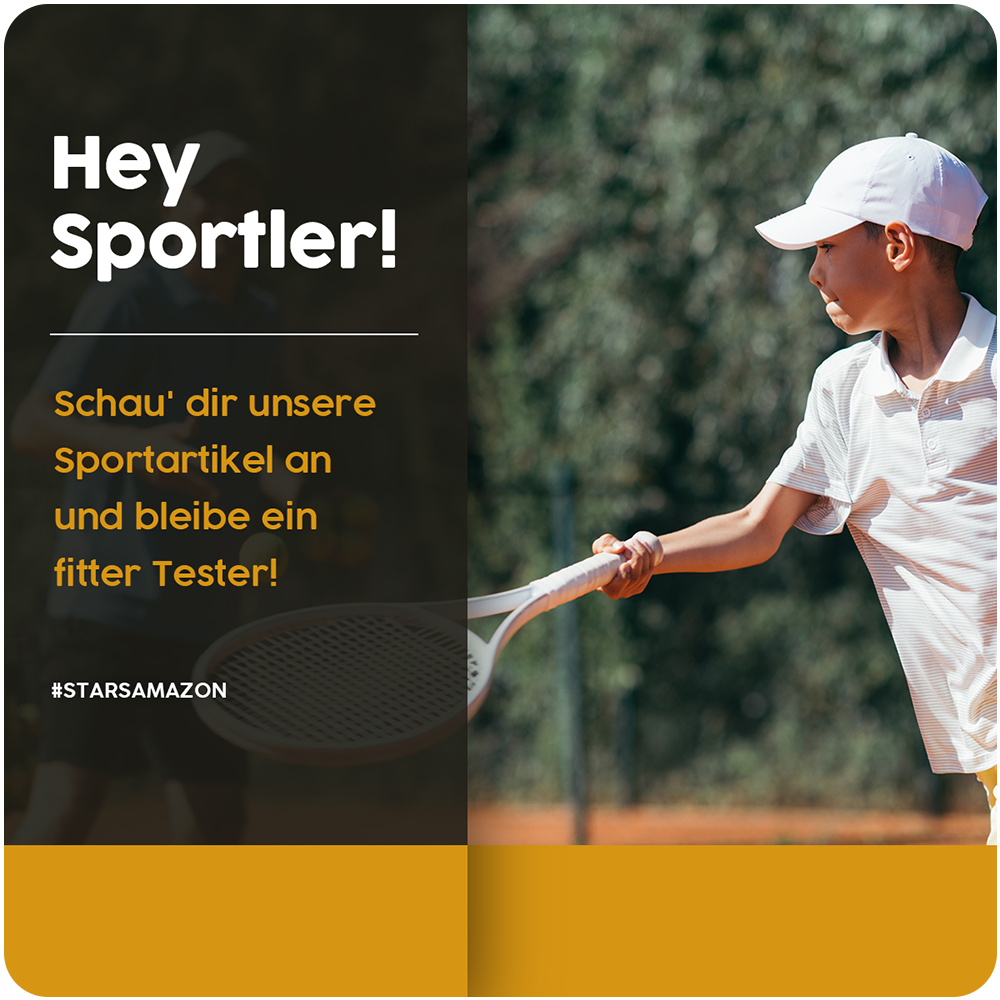 Hey
Sportler!
Schau' dir unsere
Sportartikel an
und bleibe ein
fitter Tester!
#STARSAMAZON